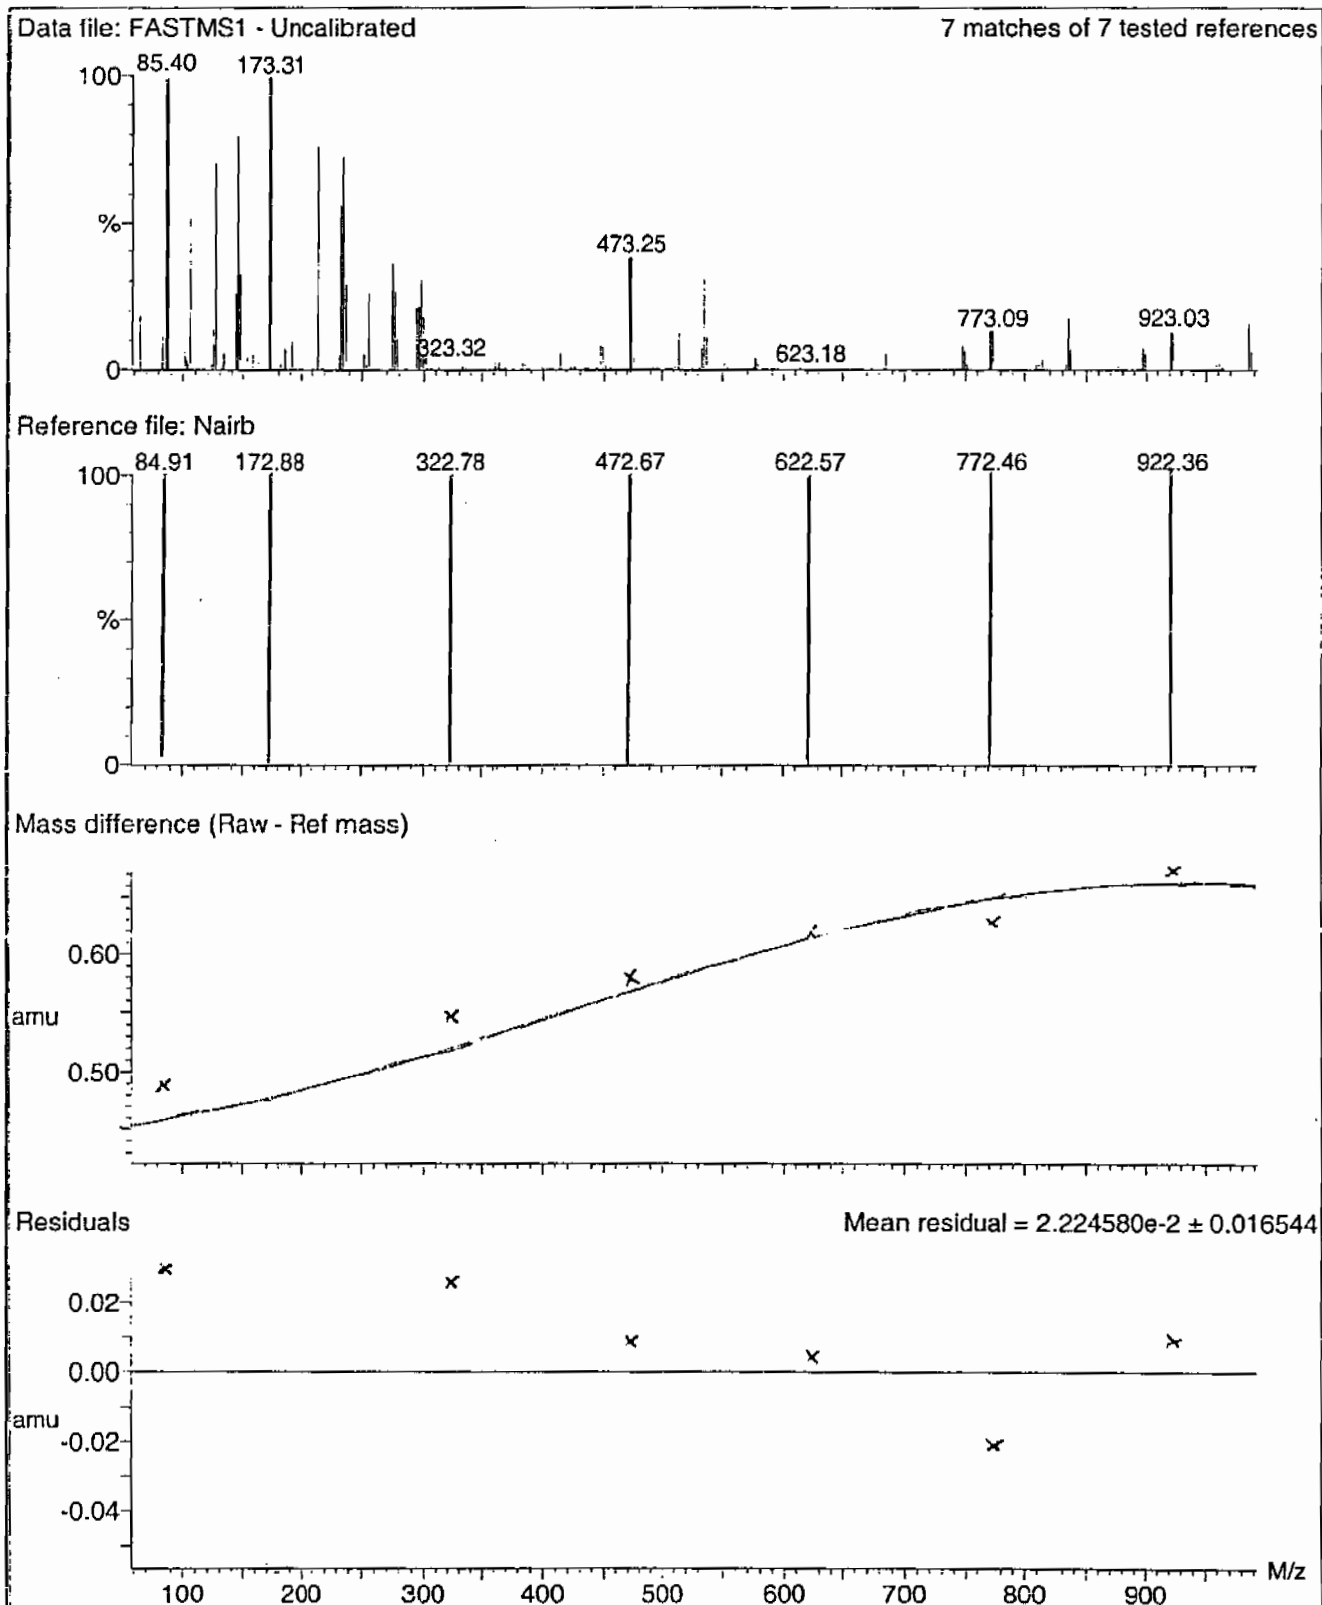 Data file: FASTMS1 - Uncalibrated
7 matches of 7 tested references
85.40 173.31
100
%
473.25
773.09 923.03
323.32 623.18
0
Reference file: Nairb
84.91 172.88 322.78 472.67 622.57 772.46 922.36
100
%
0
Mass difference (Raw - Ref mass)
0.60
amu
0.50
Residuals
Mean residual = 2.224580e-2 ± 0.016544
0.02
0.00
amu
-0.02
-0.04
M/z
100 200 300 400 500 600 700 800 900